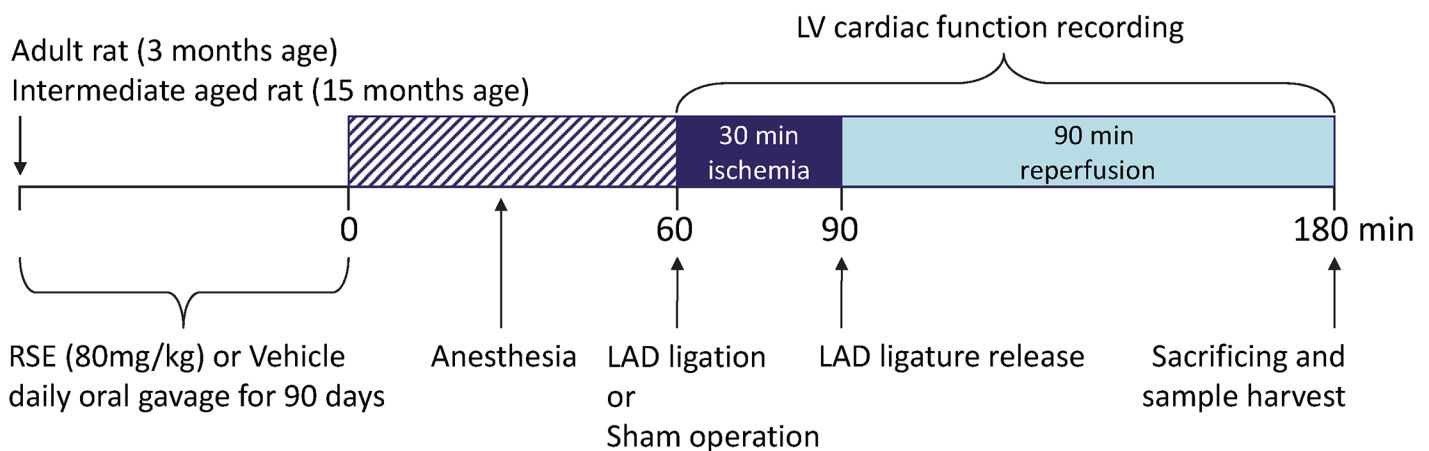 LV cardiac function recording
Adult rat (3 months age)
Intermediate aged rat (15 months age)
30 min
ischemia
90 min
reperfusion
0
60
90
180 min
RSE (80mg/kg) or Vehicle
daily oral gavage for 90 days
Anesthesia
LAD ligation
or
Sham operation
LAD ligature release
Sacrificing and
sample harvest